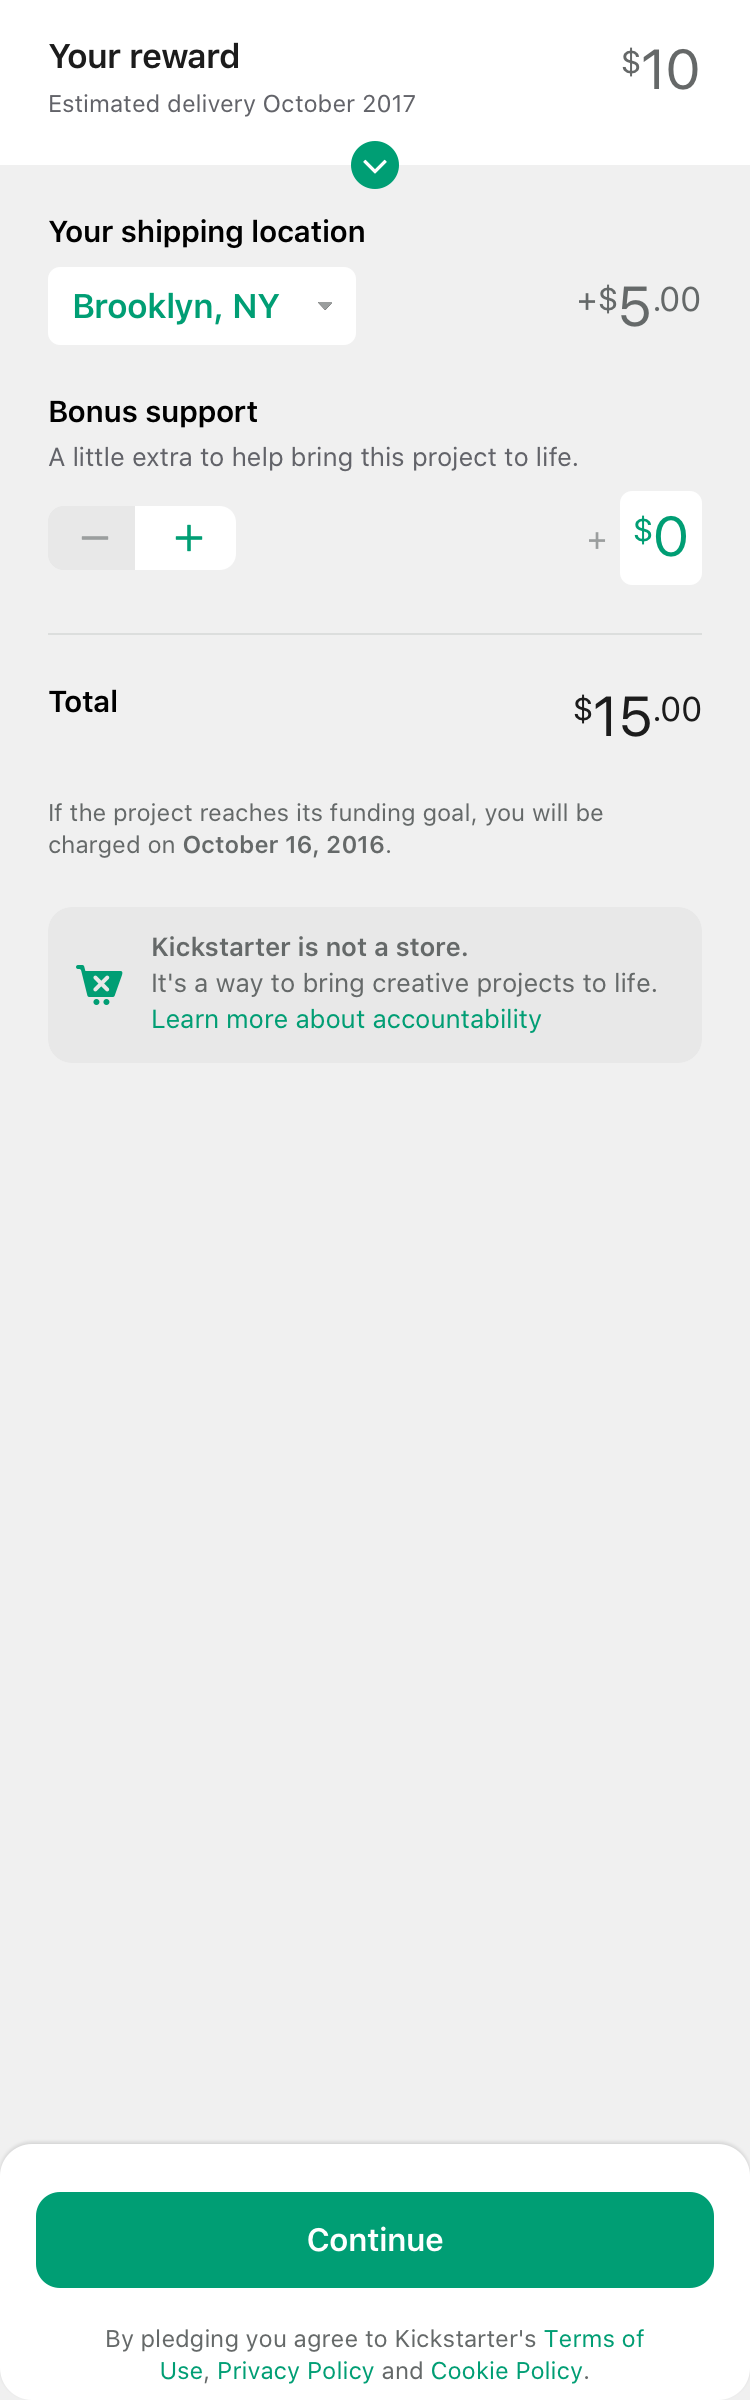 Your reward
$10
Estimated delivery October 2017
Your shipping location
Brooklyn, NY
+$5.00
Bonus support
A little extra to help bring this project to life.
− +
+ $0
Total
$15.00
If the project reaches its funding goal, you will be
charged on October 16, 2016.
Kickstarter is not a store.
It's a way to bring creative projects to life.
Learn more about accountability
Continue
By pledging you agree to Kickstarter's Terms of
Use, Privacy Policy and Cookie Policy.